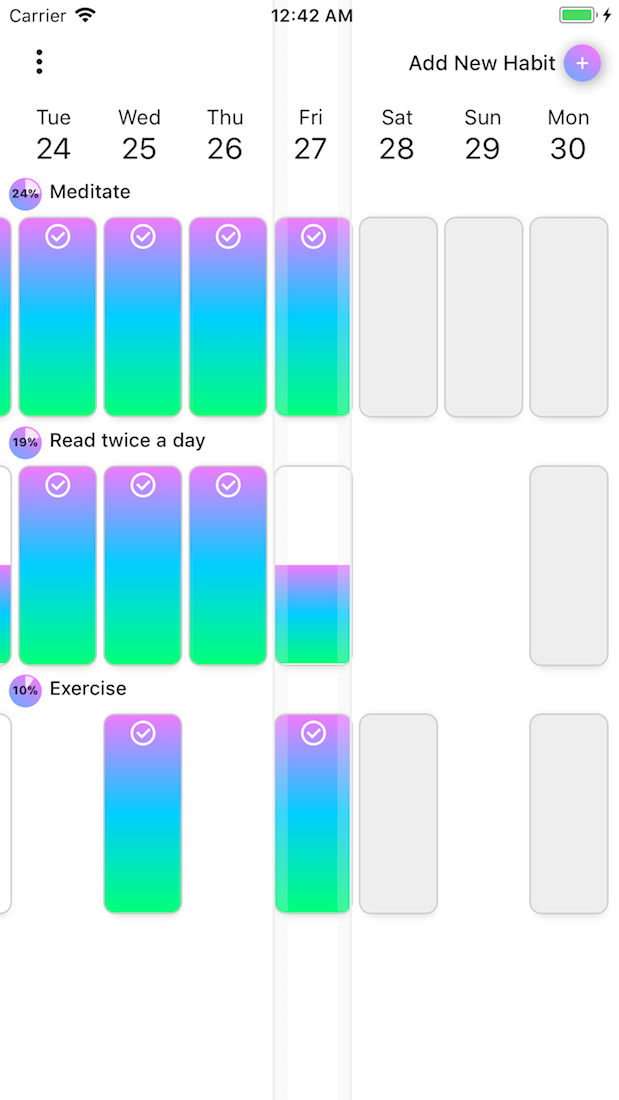 Carrier 12:42 AM
Add New Habit +
Tue Wed Thu Fri Sat Sun Mon
24 25 26 27 28 29 30
24% Meditate
19% Read twice a day
10% Exercise